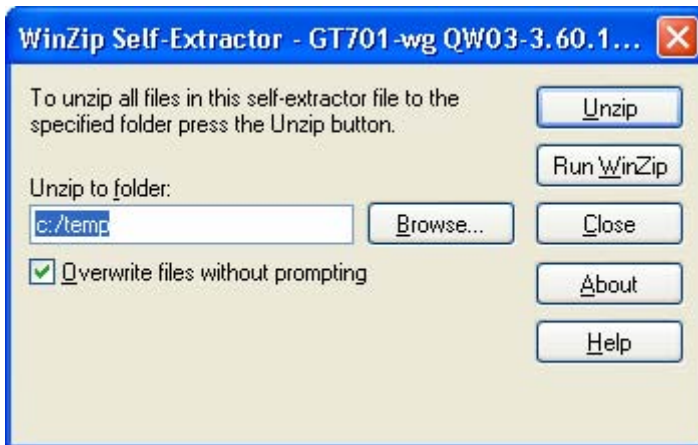 WinZip Self-Extractor - GT701-wg QW03-3.60.1...
To unzip all files in this self-extractor file to the
specified folder press the Unzip button.
Unzip
Run WinZip
Unzip to folder:
c:/temp
Browse...
Close
Overwrite files without prompting
About
Help